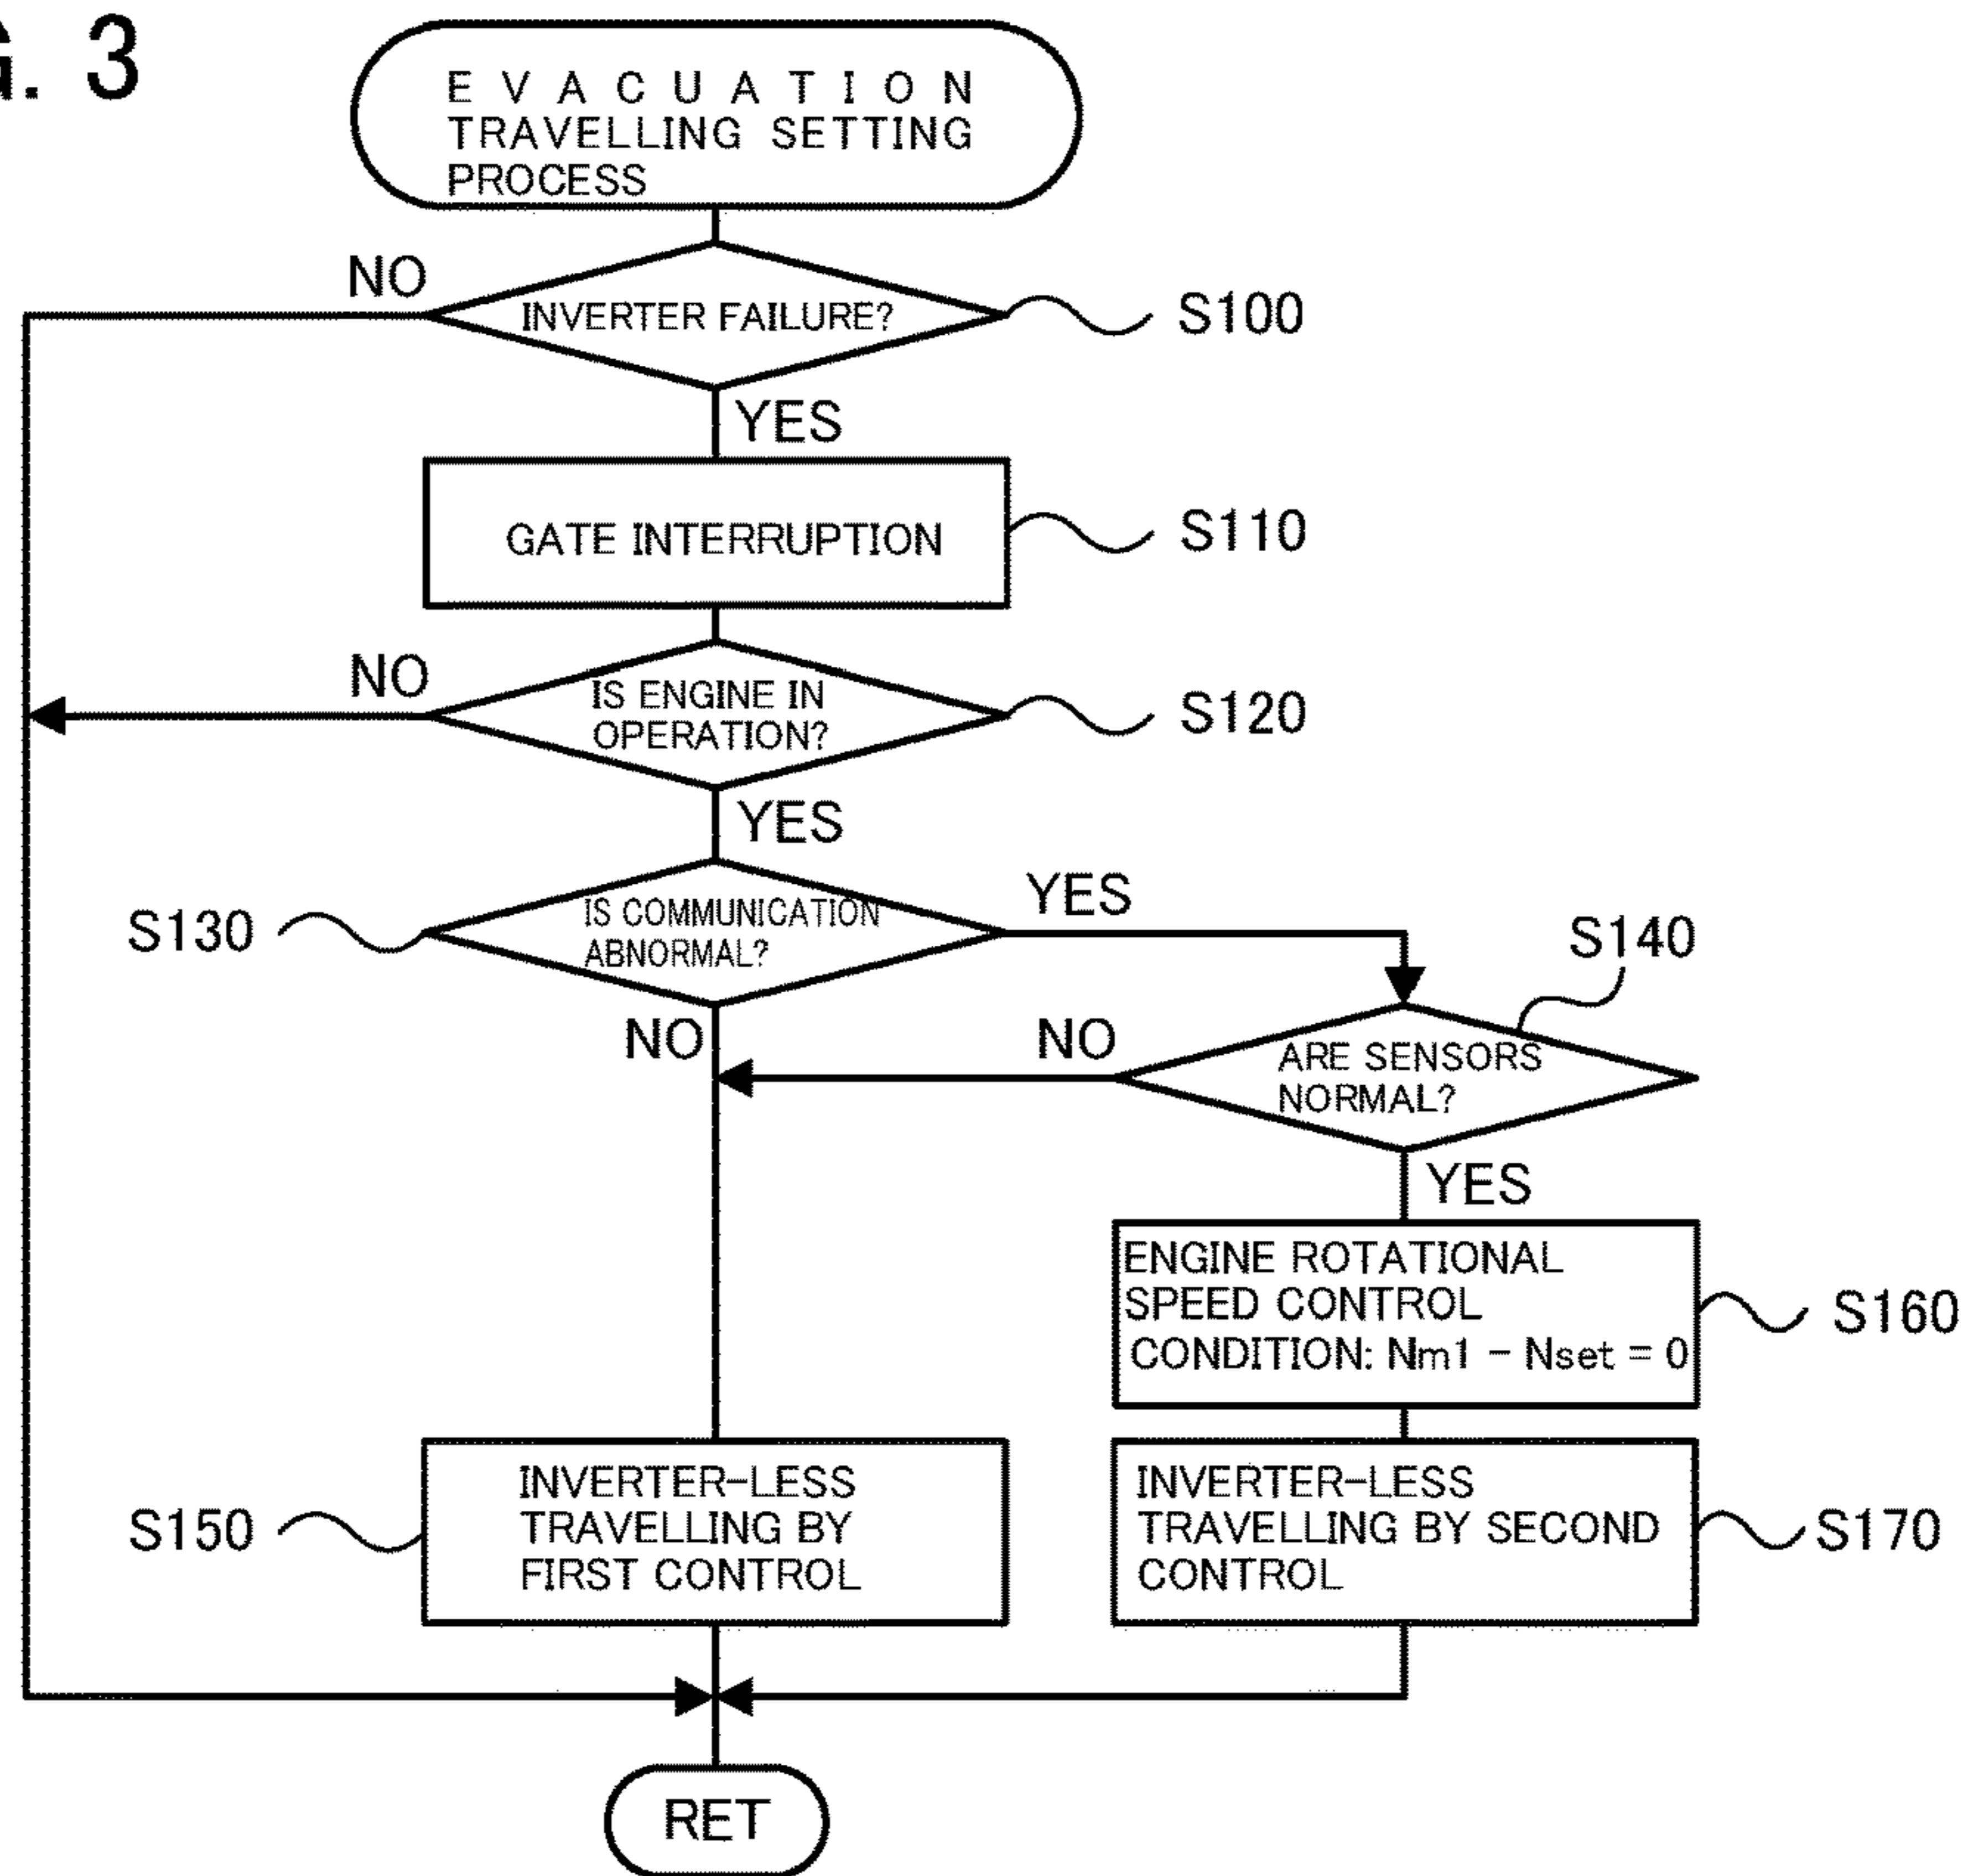 G. 3
E V A C U A T I O N
TRAVELLING SETTING
PROCESS
NO
INVERTER FAILURE?
S100
YES
GATE INTERRUPTION
S110
NO
IS ENGINE IN
OPERATION?
S120
YES
S130
IS COMMUNICATION
ABNORMAL?
YES
S140
NO
NO
ARE SENSORS
NORMAL?
YES
ENGINE ROTATIONAL
SPEED CONTROL
CONDITION: Nm1 - Nset = 0
S160
S150
INVERTER-LESS
TRAVELLING BY
FIRST CONTROL
INVERTER-LESS
TRAVELLING BY SECOND
CONTROL
S170
RET